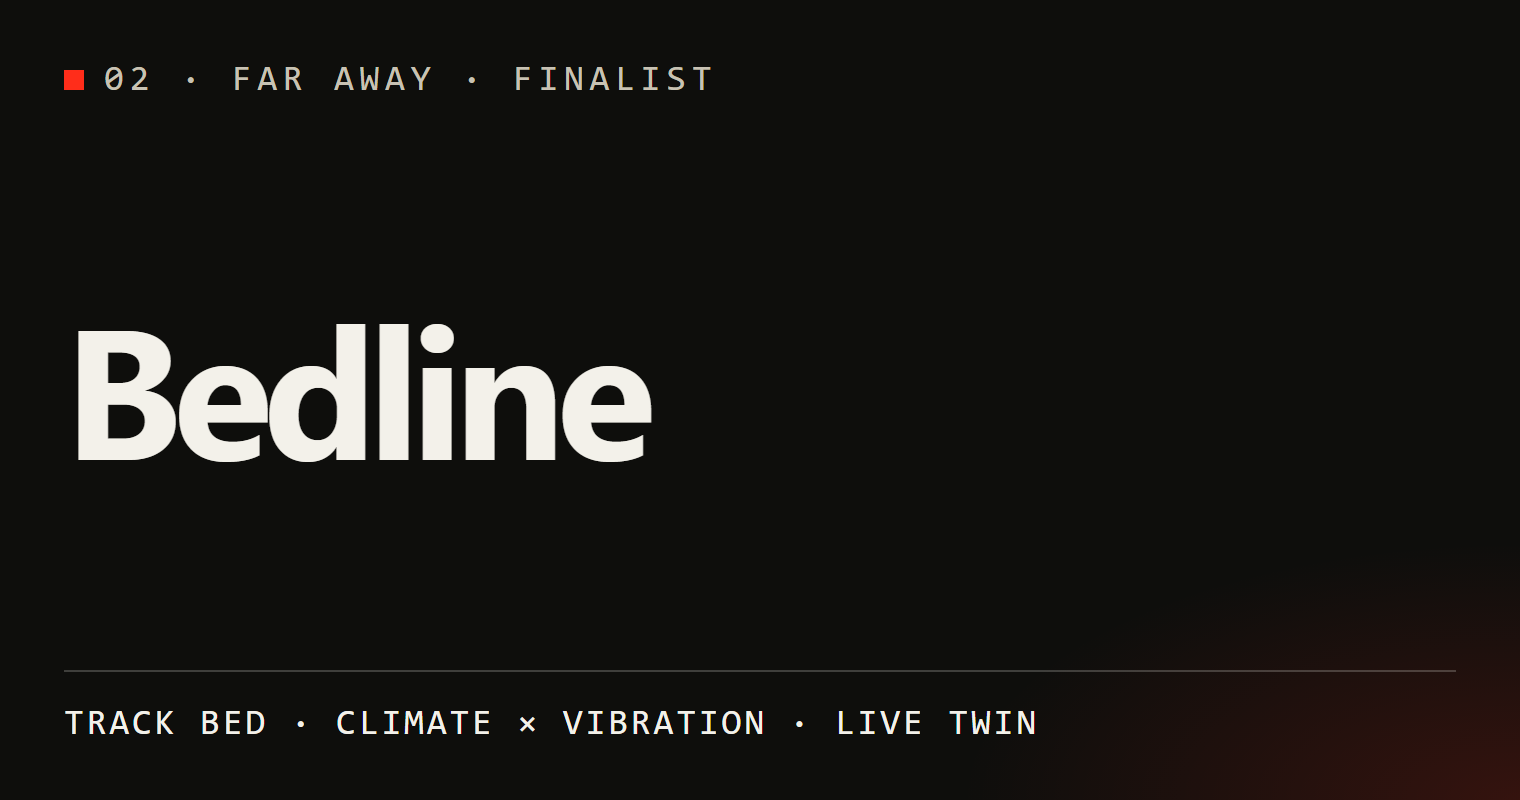 02 · FAR AWAY · FINALIST
Bedline
TRACK BED · CLIMATE × VIBRATION · LIVE TWIN